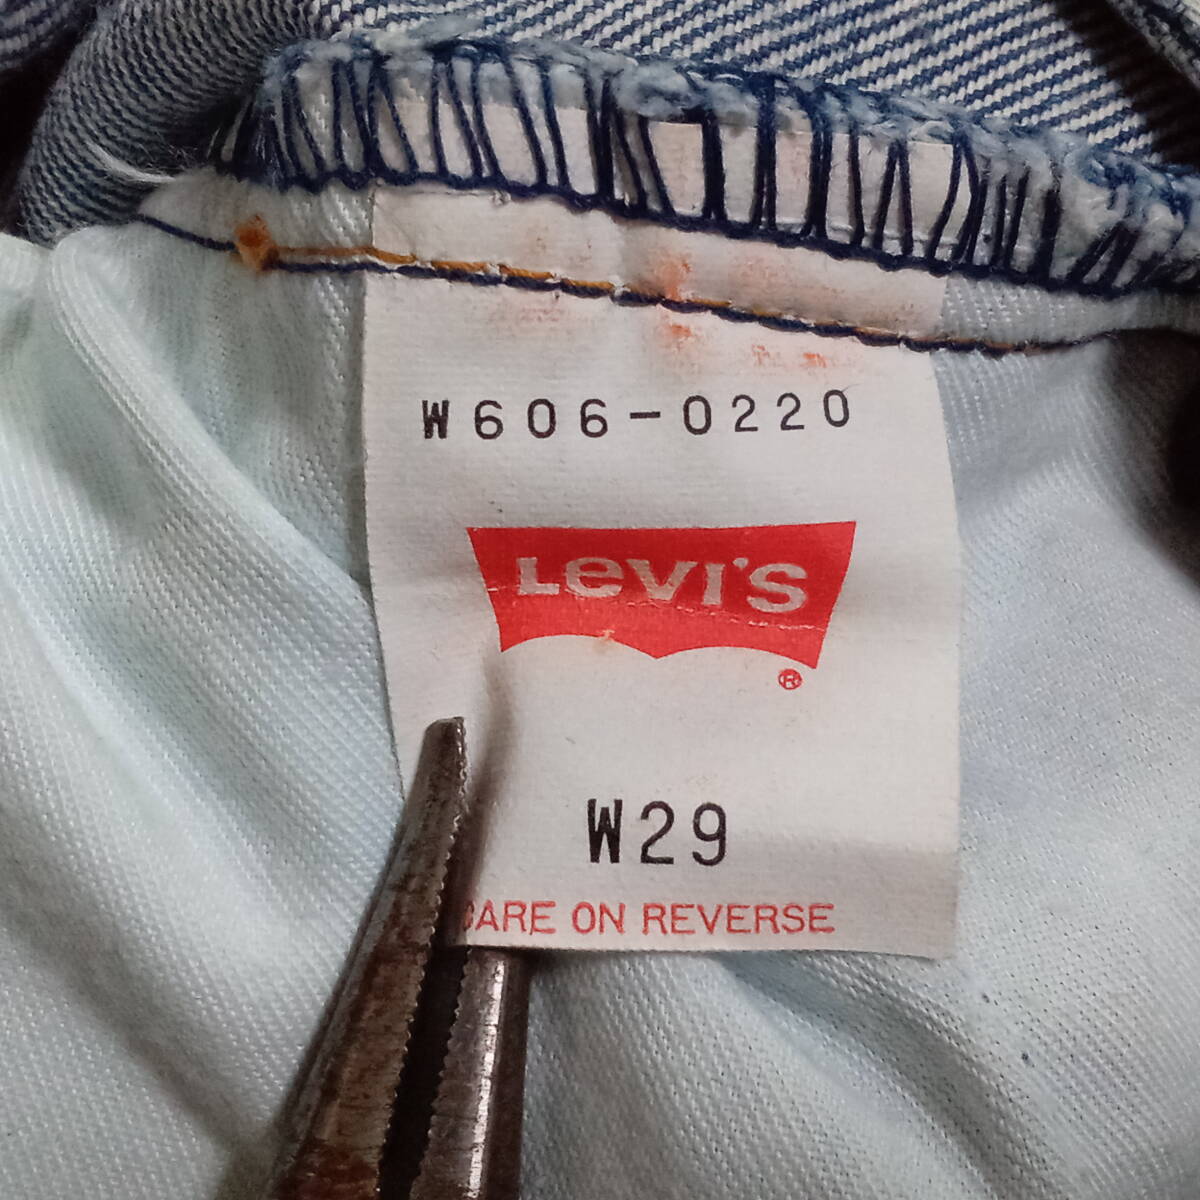 W606-0220
LEVI'S
®
W29
CARE ON REVERSE